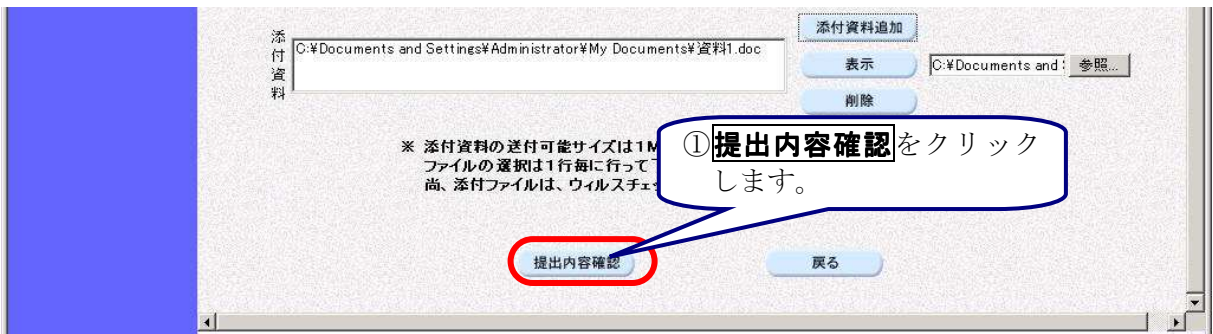 添付資料
C:¥Documents and Settings¥Administrator¥My Documents¥資料1.doc
添付資料追加
表示
C:¥Documents and
参照...
削除
※ 添付資料の送付可能サイズは1M
ファイルの選択は1行毎に行って
尚、添付ファイルは、ウィルスチェッ
①提出内容確認をクリック
します。
提出内容確認
戻る